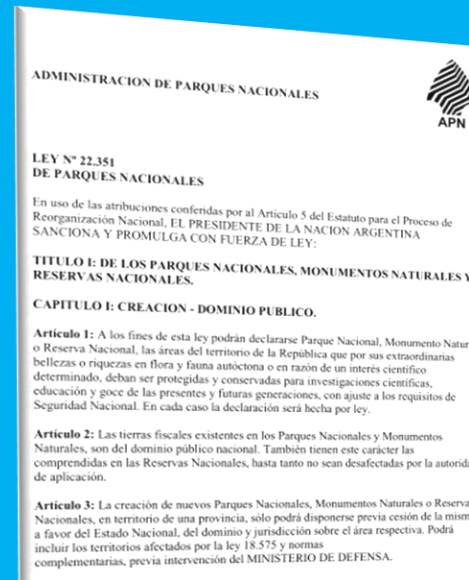 ADMINISTRACION DE PARQUES NACIONALES
APN
LEY Nº 22.351
DE PARQUES NACIONALES
En uso de las atribuciones conferidas por al Artículo 5 del Estatuto para el Proceso de
Reorganización Nacional, EL PRESIDENTE DE LA NACION ARGENTINA
SANCIONA Y PROMULGA CON FUERZA DE LEY:
TITULO I: DE LOS PARQUES NACIONALES, MONUMENTOS NATURALES Y
RESERVAS NACIONALES.
CAPITULO I: CREACION - DOMINIO PUBLICO.
Artículo 1: A los fines de esta ley podrán declararse Parque Nacional, Monumento Natur
o Reserva Nacional, las áreas del territorio de la República que por sus extraordinarias
bellezas o riquezas en flora y fauna autóctona o en razón de un interés científico
determinado, deban ser protegidas y conservadas para investigaciones científicas,
educación y goce de las presentes y futuras generaciones, con ajuste a los requisitos de
Seguridad Nacional. En cada caso la declaración será hecha por ley.
Artículo 2: Las tierras fiscales existentes en los Parques Nacionales y Monumentos
Naturales, son del dominio público nacional. También tienen este carácter las
comprendidas en las Reservas Nacionales, hasta tanto no sean desafectadas por la autorida
de aplicación.
Artículo 3: La creación de nuevos Parques Nacionales, Monumentos Naturales o Reserva
Nacionales, en territorio de una provincia, sólo podrá disponerse previa cesión de la mism
a favor del Estado Nacional, del dominio y jurisdicción sobre el área respectiva. Podrá
incluir los territorios afectados por la ley 18.575 y normas
complementarias, previa intervención del MINISTERIO DE DEFENSA.